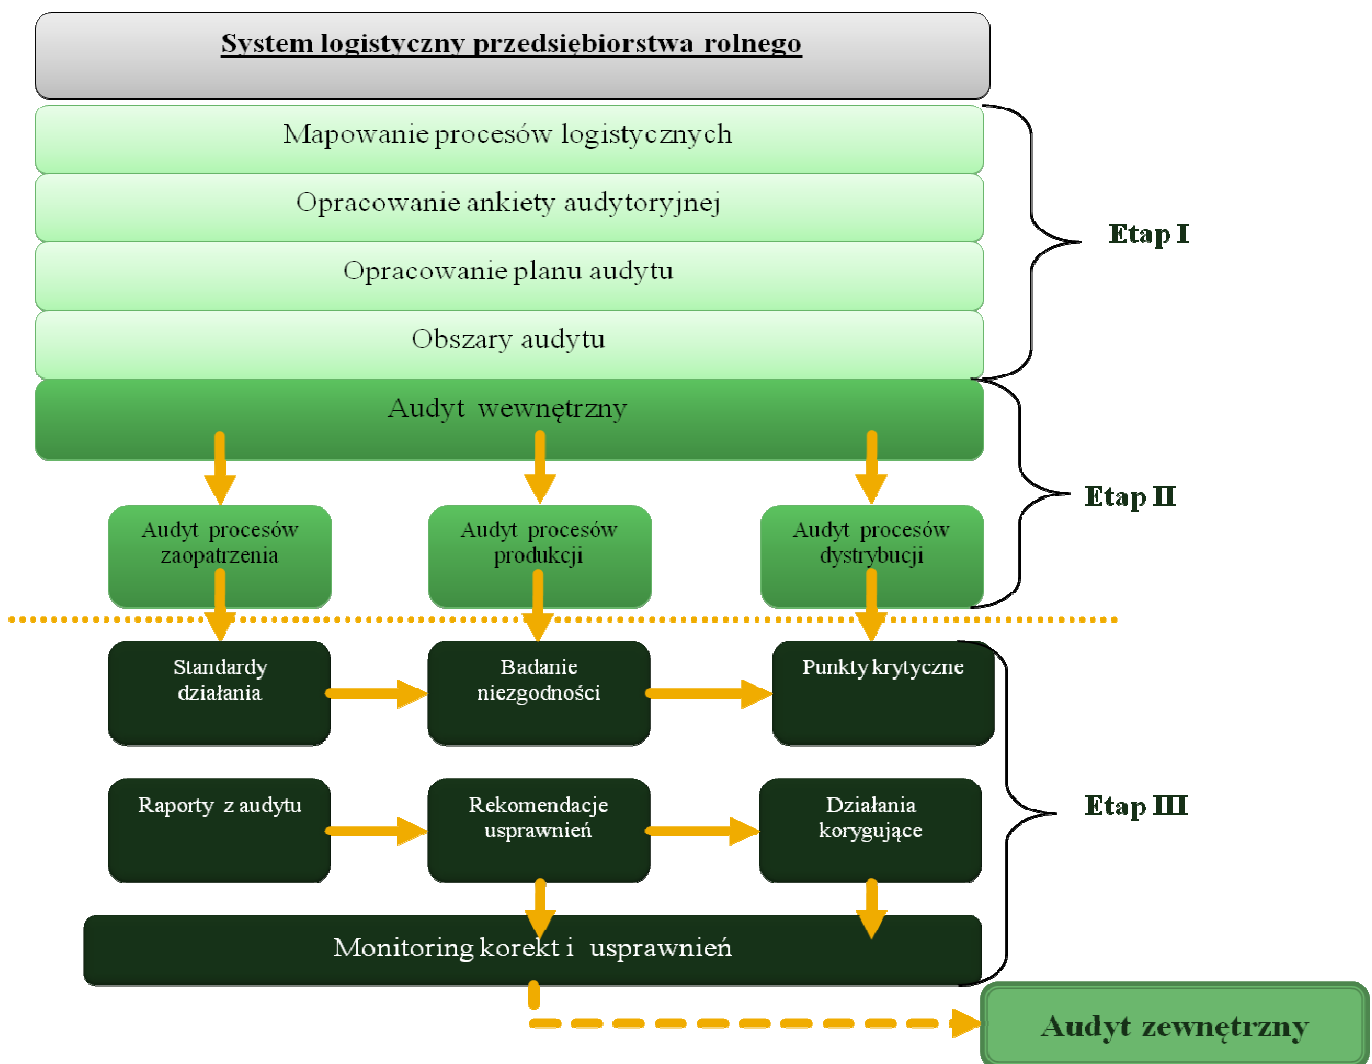 System logistyczny przedsiębiorstwa rolnego
Mapowanie procesów logistycznych
Opracowanie ankiety audytoryjnej
Opracowanie planu audytu
Obszary audytu
Etap I
Audyt wewnętrzny
Etap II
Audyt procesów
zaopatrzenia
Audyt procesów
produkcji
Audyt procesów
dystrybucji
Standardy
działania
Badanie
niezgodności
Punkty krytyczne
Raporty z audytu
Rekomendacje
usprawnień
Działania
korygujące
Etap III
Monitoring korekt i usprawnień
Audyt zewnętrzny